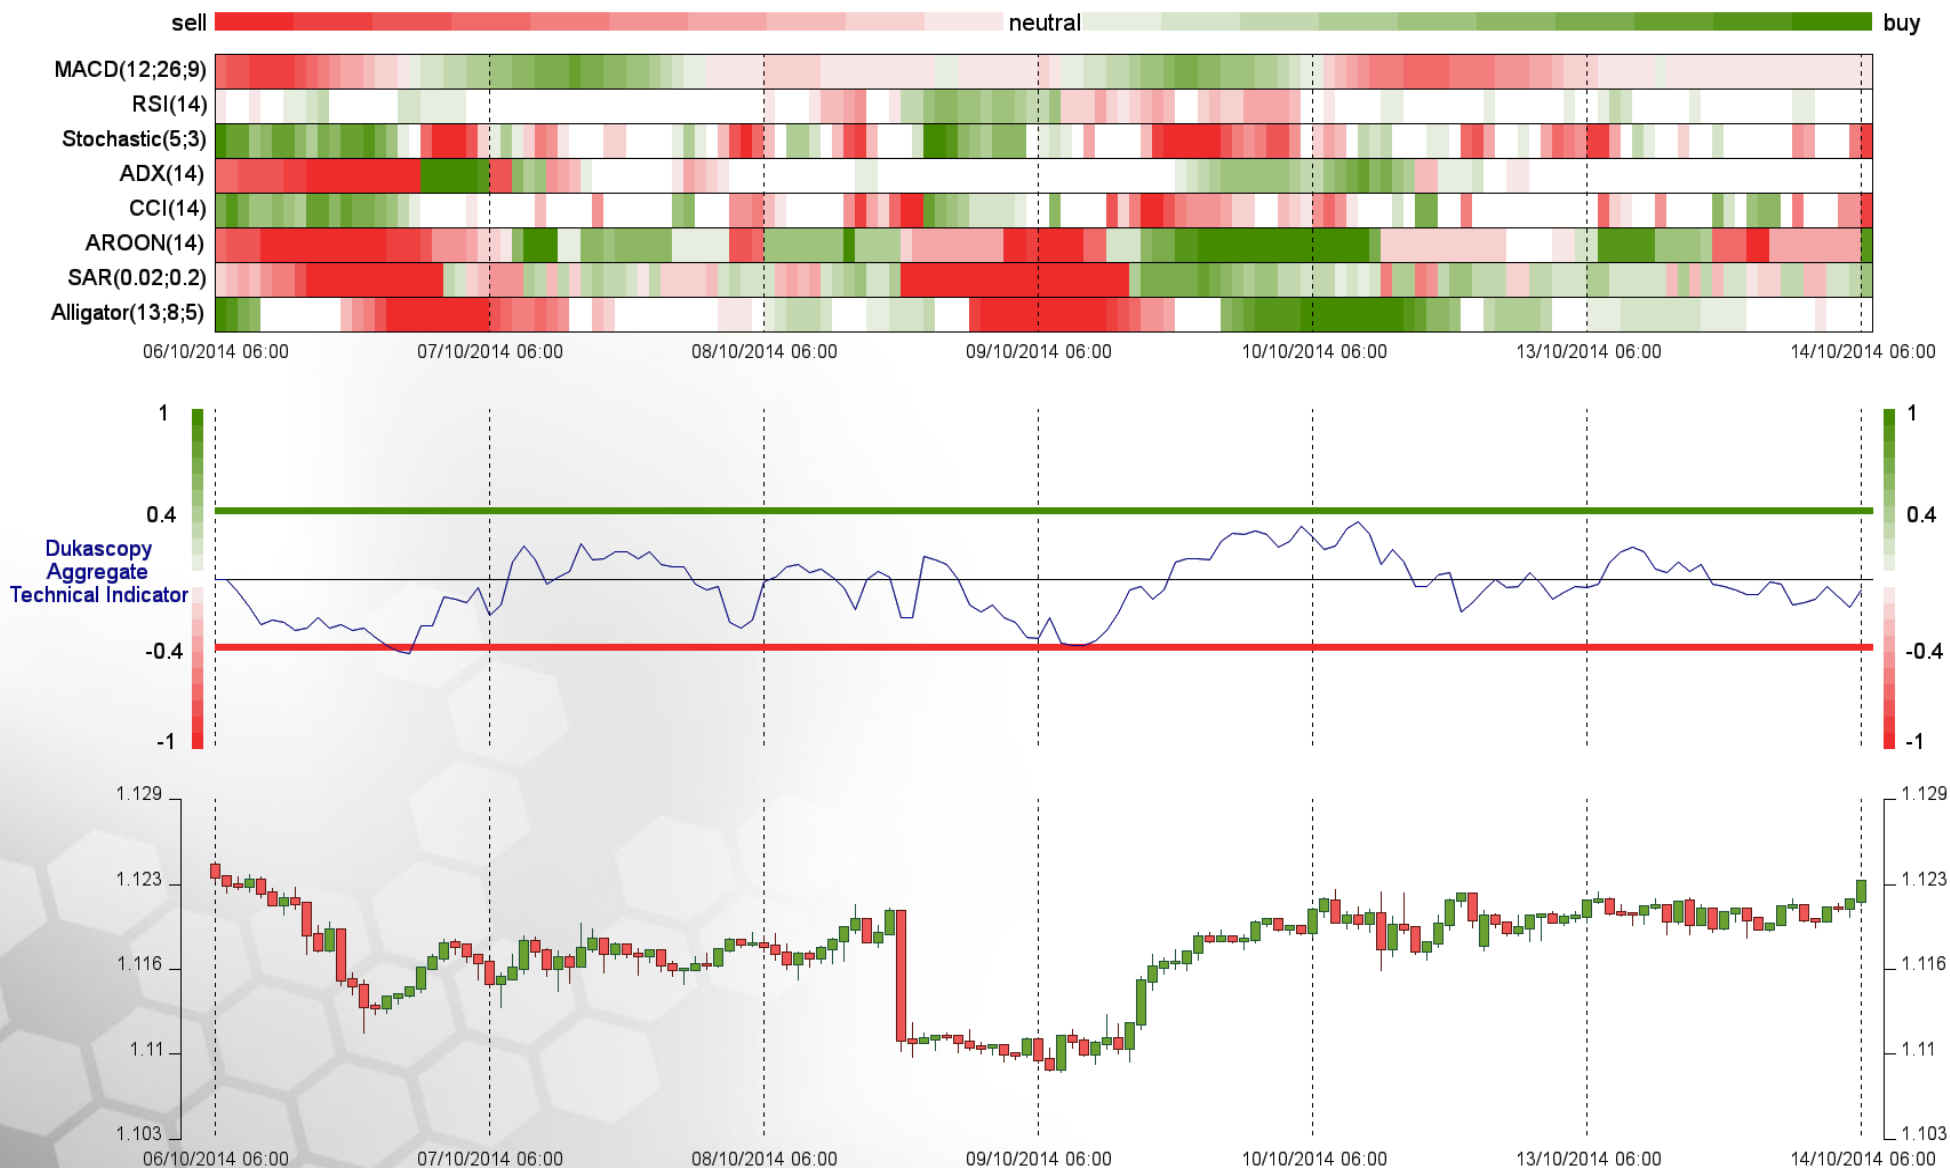 sell neutral buy
MACD(12;26;9)
RSI(14)
Stochastic(5;3)
ADX(14)
CCI(14)
AROON(14)
SAR(0.02;0.2)
Alligator(13;8;5)
06/10/2014 06:00 07/10/2014 06:00 08/10/2014 06:00 09/10/2014 06:00 10/10/2014 06:00 13/10/2014 06:00 14/10/2014 06:00
1 1
0.4 0.4
Dukascopy
Aggregate
Technical Indicator
-0.4 -0.4
-1 -1
1.129 1.129
1.123 1.123
1.116 1.116
1.11 1.11
1.103 1.103
06/10/2014 06:00 07/10/2014 06:00 08/10/2014 06:00 09/10/2014 06:00 10/10/2014 06:00 13/10/2014 06:00 14/10/2014 06:00